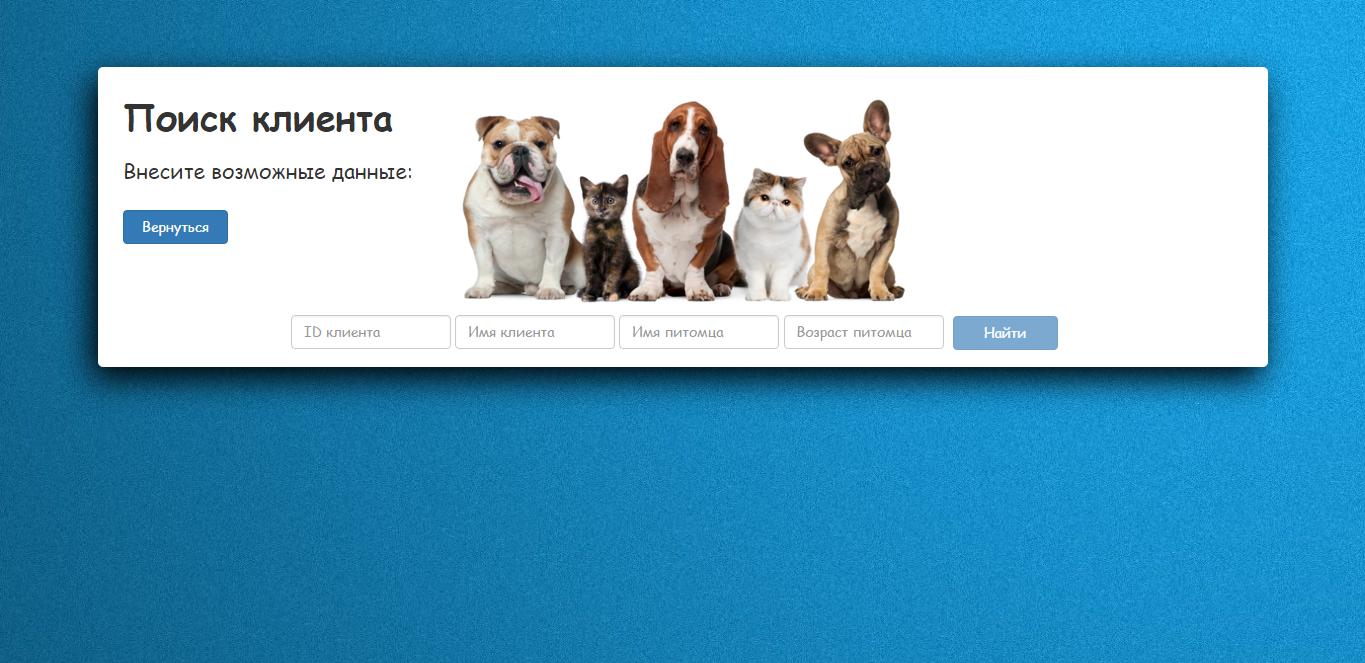 Поиск клиента
Внесите возможные данные:
Вернуться
ID клиента Имя клиента Имя питомца Возраст питомца Найти